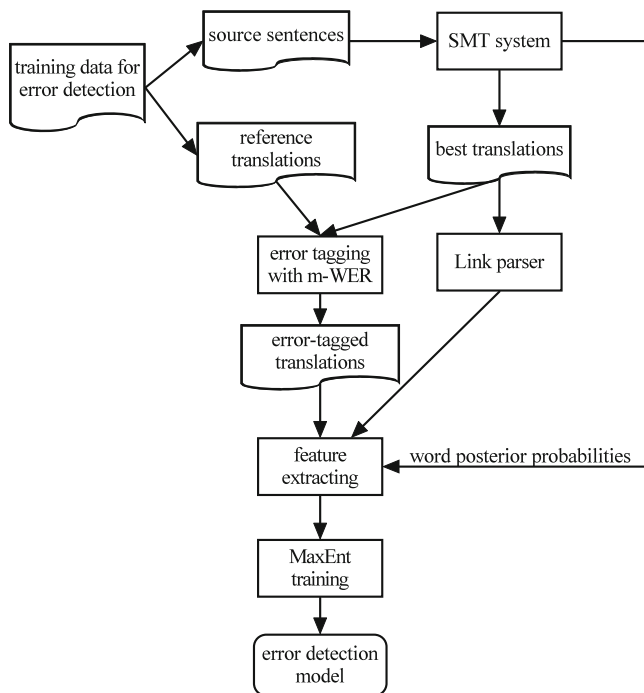 source sentences
SMT system
training data for
error detection
reference
translations
best translations
error tagging
with m-WER
Link parser
error-tagged
translations
feature
extracting
word posterior probabilities
MaxEnt
training
error detection
model